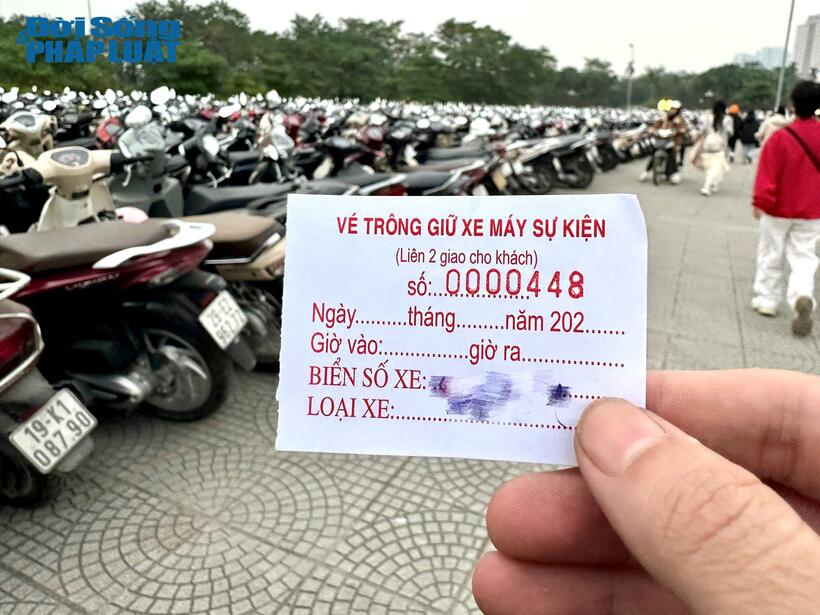 Đời Sống
& PHÁP LUẬT
VÉ TRÔNG GIỮ XE MÁY SỰ KIỆN
(Liên 2 giao cho khách)
số:..0000448
Ngày..........tháng.........năm 202.......
Giờ vào:................giờ ra....................
BIỂN SỐ XE:
LOẠI XE:
19-K1
087.90